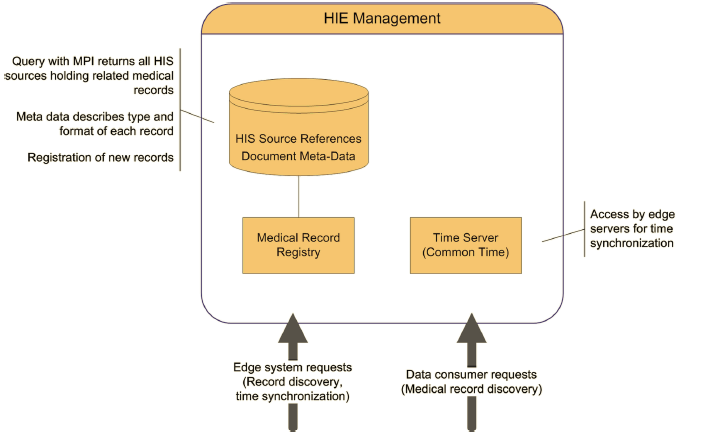 HIE Management
Query with MPI returns all HIS
sources holding related medical
records
Meta data describes type and
format of each record
Registration of new records
HIS Source References
Document Meta-Data
Medical Record
Registry
Time Server
(Common Time)
Access by edge
servers for time
synchronization
Edge system requests
(Record discovery,
time synchronization)
Data consumer requests
(Medical record discovery)